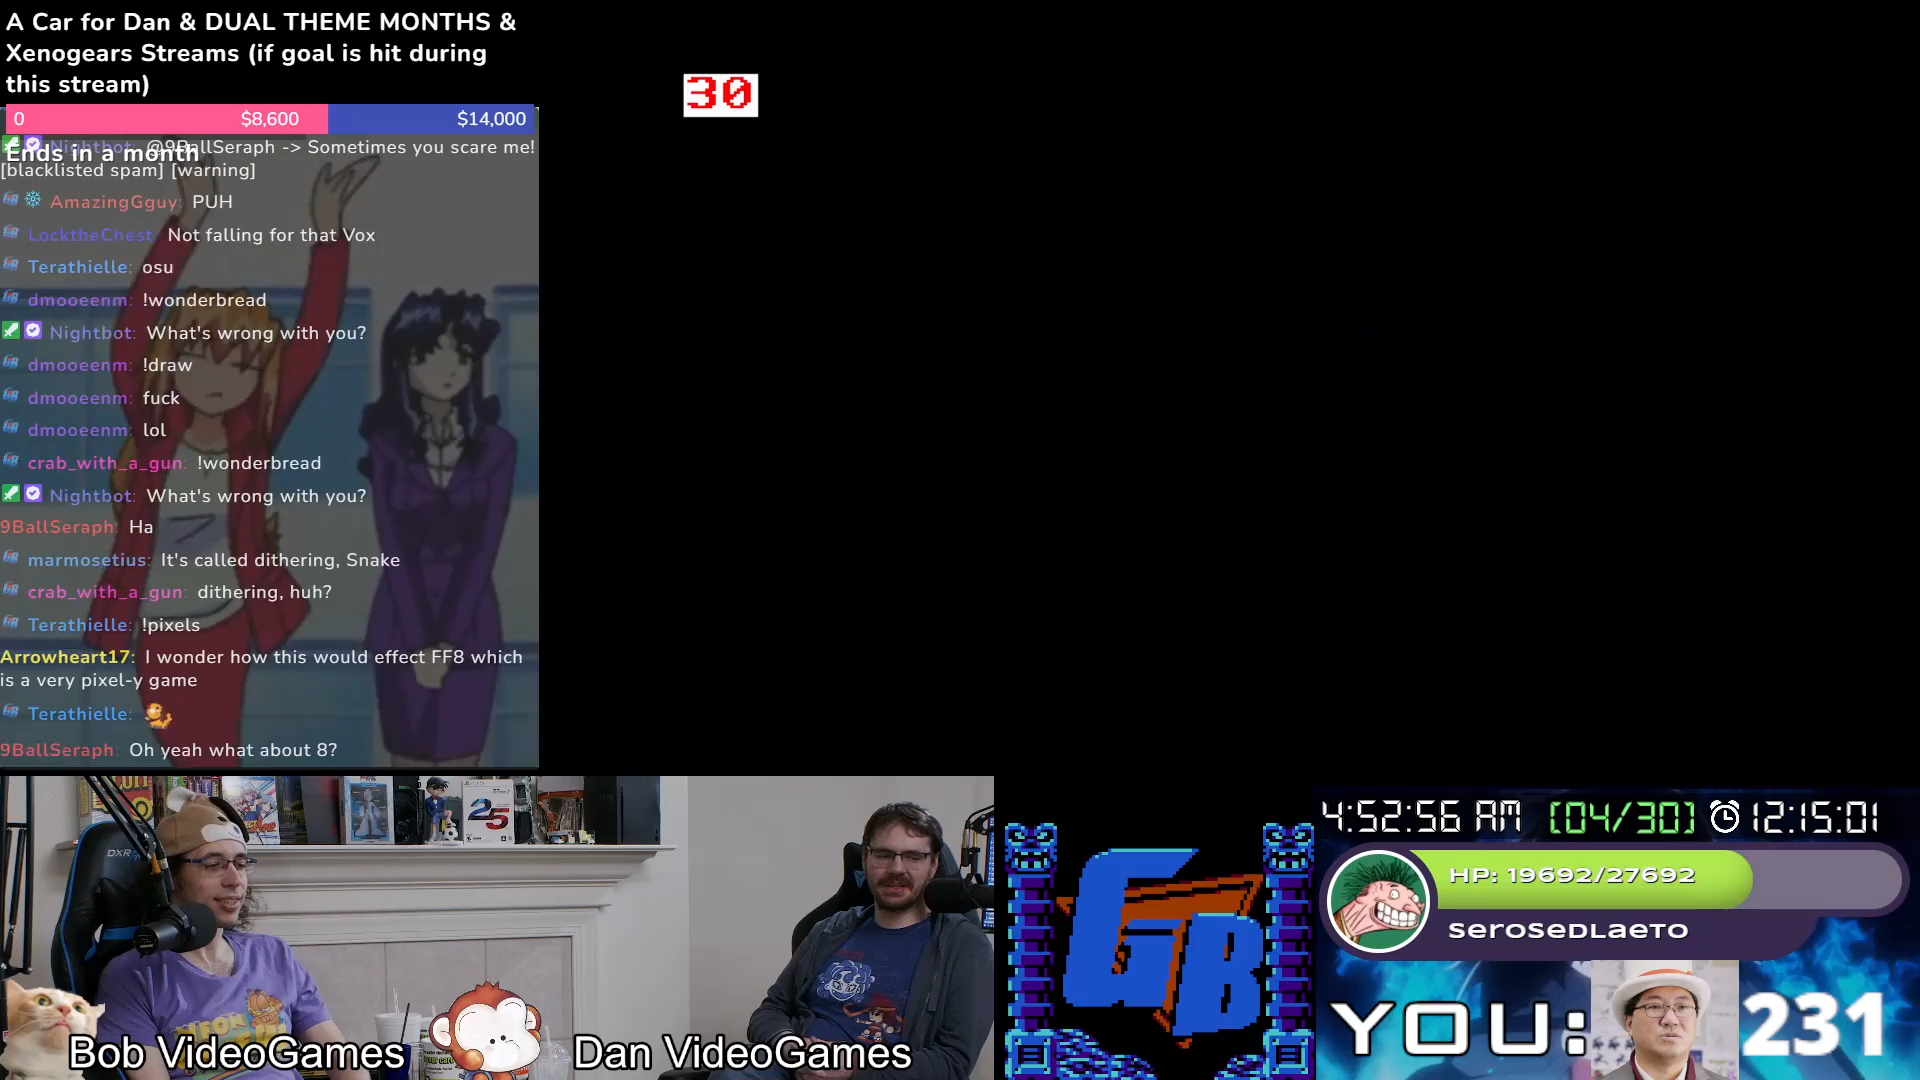 A Car for Dan & DUAL THEME MONTHS &
Xenogears Streams (if goal is hit during
this stream)
0 $8,600 $14,000
Ends in a month
Nightbot: @9BallSeraph -> Sometimes you scare me!
[blacklisted spam] [warning]
AmazingGguy: PUH
LocktheChest: Not falling for that Vox
Terathielle: osu
dmooeenm: !wonderbread
Nightbot: What's wrong with you?
dmooeenm: !draw
dmooeenm: fuck
dmooeenm: lol
crab_with_a_gun: !wonderbread
Nightbot: What's wrong with you?
9BallSeraph: Ha
marmosetius: It's called dithering, Snake
crab_with_a_gun: dithering, huh?
Terathielle: !pixels
Arrowheart17: I wonder how this would effect FF8 which
is a very pixel-y game
Terathielle:
9BallSeraph: Oh yeah what about 8?
30
DXR
25
Bob VideoGames
Dan VideoGames
GB
4:52:56 AM [04/30] 12:15:01
HP: 19692/27692
SeroSedLaeto
YOU: 231